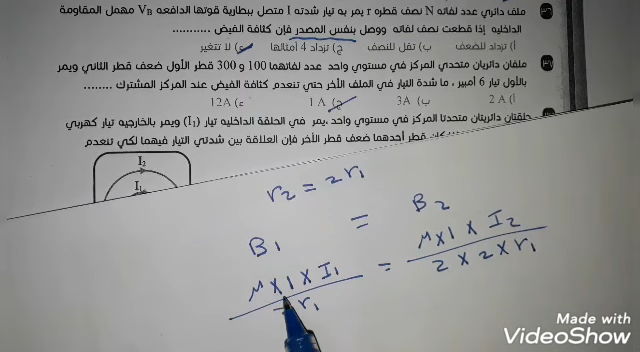 ملف دائري عدد لفاته N نصف قطره r يمر به تيار شدته I متصل ببطارية قوتها الدافعه VB مهمل المقاومة
الداخليه إذا قطعت نصف لفاته ووصل بنفس المصدر فإن كثافة الفيض ............
أ) تزداد للضعف ب) تقل للنصف ج) تزداد 4 أمثالها د) لا تتغير
ملفان دائريان متحدي المركز في مستوي واحد عدد لفاتهما 100 و 300 قطر الأول ضعف قطر الثاني ويمر
بالأول تيار 6 أمبير ، ما شدة التيار في الملف الأخر حتي تنعدم كثافة الفيض عند المركز المشترك ........
أ) 2 A ب) 3A ج) 1 A د) 12A
حلقتان دائريتان متحدتا المركز في مستوي واحد ،يمر في الحلقة الداخليه تيار (I1) ويمر بالخارجيه تيار كهربي
قطر أحدهما ضعف قطر الأخر فإن العلاقة بين شدتي التيار فيهما لكي تنعدم
I2
I1
r2 = 2r1
B1 = B2
μ×1×I1 = μ×1×I2
r1 2×2×r1
Made with
VideoShow